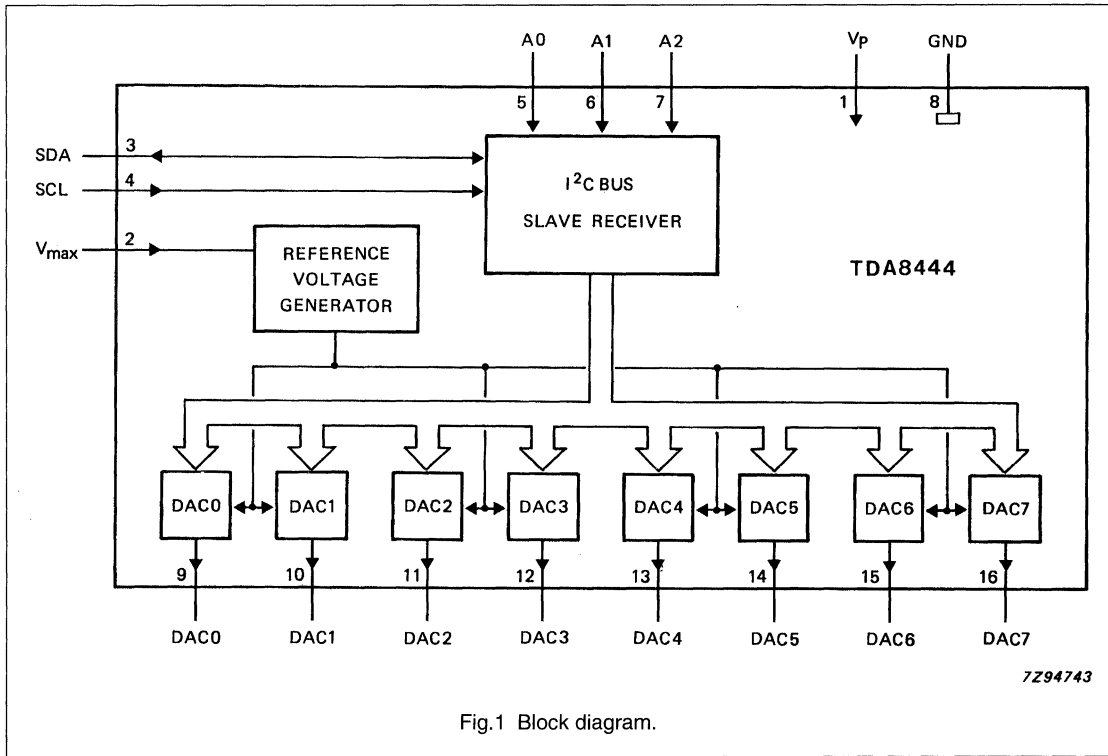 A0 A1 A2 VP GND
5 6 7 1 8
SDA 3
SCL 4
I²C BUS
SLAVE RECEIVER
Vmax 2
REFERENCE
VOLTAGE
GENERATOR
TDA8444
DAC0 DAC1 DAC2 DAC3 DAC4 DAC5 DAC6 DAC7
9 10 11 12 13 14 15 16
DAC0 DAC1 DAC2 DAC3 DAC4 DAC5 DAC6 DAC7
7Z94743
Fig.1 Block diagram.